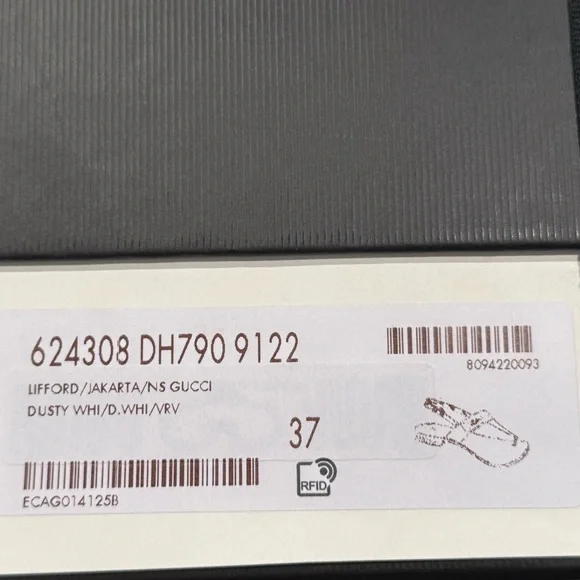 624308 DH790 9122
8094220093
LIFFORD/JAKARTA/NS GUCCI
DUSTY WHI/D.WHI/VRV
37
RFID
ECAG014125B